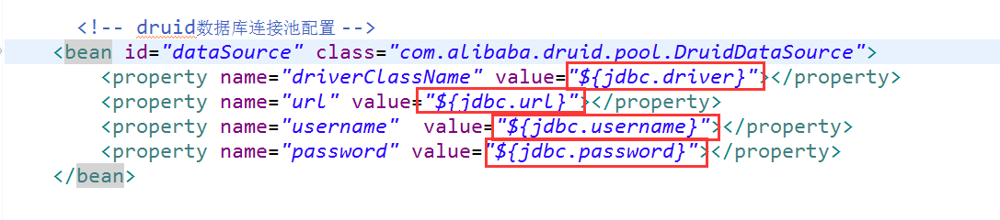 <!-- druid数据库连接池配置 -->
<bean id="dataSource" class="com.alibaba.druid.pool.DruidDataSource">
<property name="driverClassName" value="${jdbc.driver}"></property>
<property name="url" value="${jdbc.url}"></property>
<property name="username"  value="${jdbc.username}"></property>
<property name="password" value="${jdbc.password}"></property>
</bean>